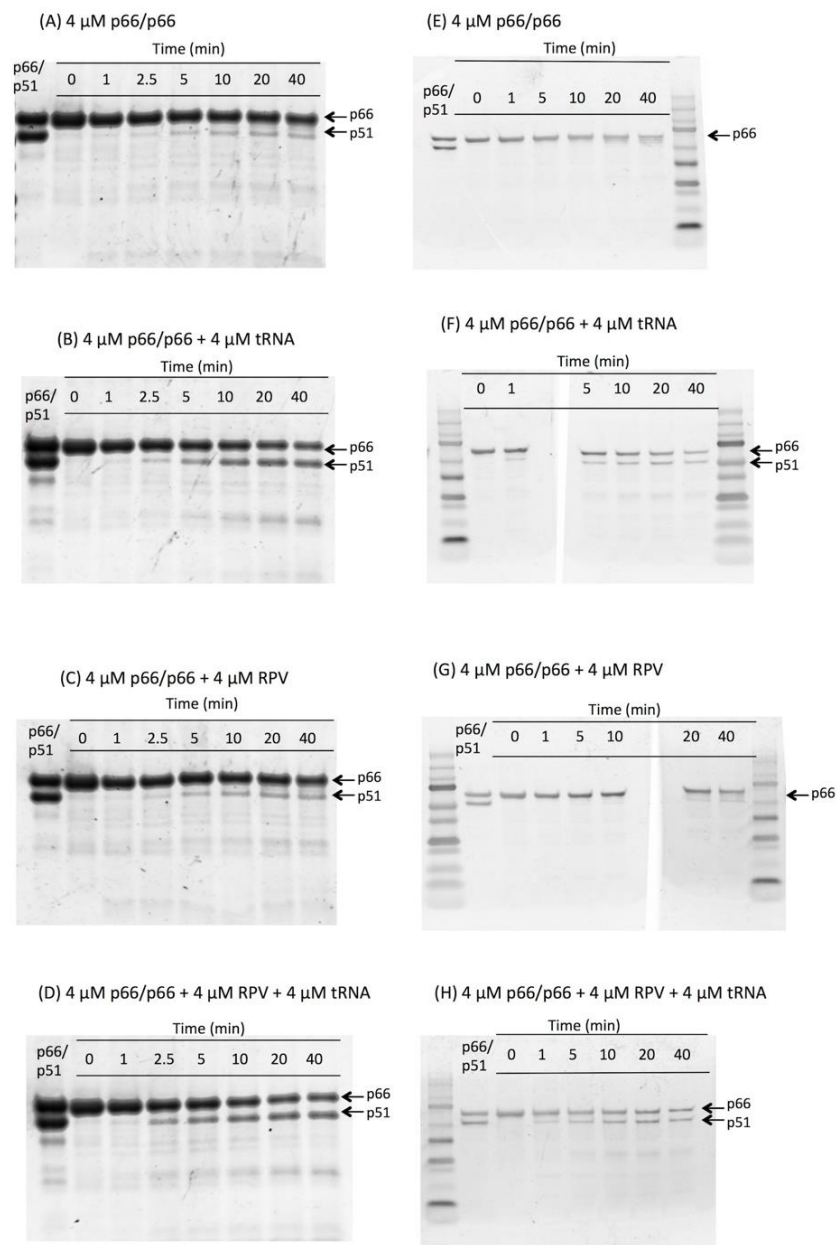 (A) 4 µM p66/p66
Time (min)
p66/
p51
0 1 2.5 5 10 20 40
p66
p51
(E) 4 µM p66/p66
Time (min)
p66/
p51
0 1 5 10 20 40
p66
(B) 4 µM p66/p66 + 4 µM tRNA
Time (min)
p66/
p51
0 1 2.5 5 10 20 40
p66
p51
(F) 4 µM p66/p66 + 4 µM tRNA
Time (min)
0 1 5 10 20 40
p66
p51
(C) 4 µM p66/p66 + 4 µM RPV
Time (min)
p66/
p51
0 1 2.5 5 10 20 40
p66
p51
(G) 4 µM p66/p66 + 4 µM RPV
Time (min)
p66/
p51
0 1 5 10 20 40
p66
(D) 4 µM p66/p66 + 4 µM RPV + 4 µM tRNA
Time (min)
p66/
p51
0 1 2.5 5 10 20 40
p66
p51
(H) 4 µM p66/p66 + 4 µM RPV + 4 µM tRNA
Time (min)
p66/
p51
0 1 5 10 20 40
p66
p51